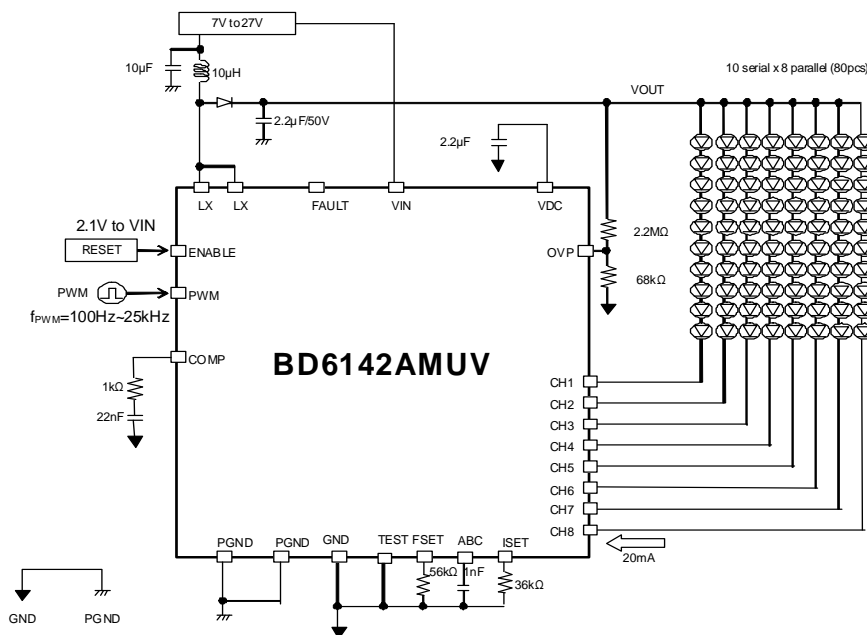 7V to 27V
10µF
10µH
10 serial x 8 parallel (80pcs)
VOUT
2.2µF/50V
2.2µF
LX
LX
FAULT
VIN
VDC
2.1V to VIN
RESET
ENABLE
OVP
2.2MΩ
68kΩ
PWM
PWM
fPWM=100Hz~25kHz
COMP
BD6142AMUV
1kΩ
22nF
CH1
CH2
CH3
CH4
CH5
CH6
CH7
CH8
20mA
PGND
PGND
GND
TEST
FSET
ABC
ISET
56kΩ
1nF
36kΩ
GND
PGND